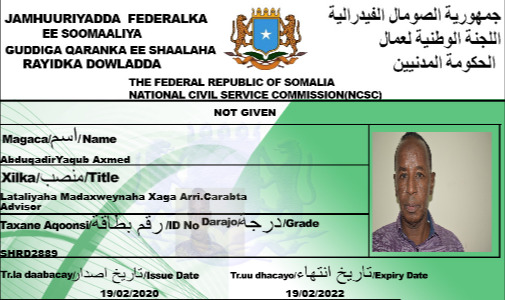 JAMHUURIYADDA FEDERALKA
EE SOOMAALIYA
GUDDIGA QARANKA EE SHAALAHA
RAYIDKA DOWLADDA
جمهورية الصومال الفيدرالية
اللجنة الوطنية لعمال
الحكومة المدنيين
THE FEDERAL REPUBLIC OF SOMALIA
NATIONAL CIVIL SERVICE COMMISSION(NCSC)
NOT GIVEN
Magaca/اسم/Name
AbduqadirYaqub Axmed
Xilka/منصب/Title
Lataliyaha Madaxweynaha Xaga Arri.Carabta
Advisor
Taxane Aqoonsi/رقم بطاقة/ID No Darajo/درجة/Grade
SHRD2889
Tr.la daabacay/تاريخ اصدار/Issue Date Tr.uu dhacayo/تاريخ انتهاء/Expiry Date
19/02/2020 19/02/2022